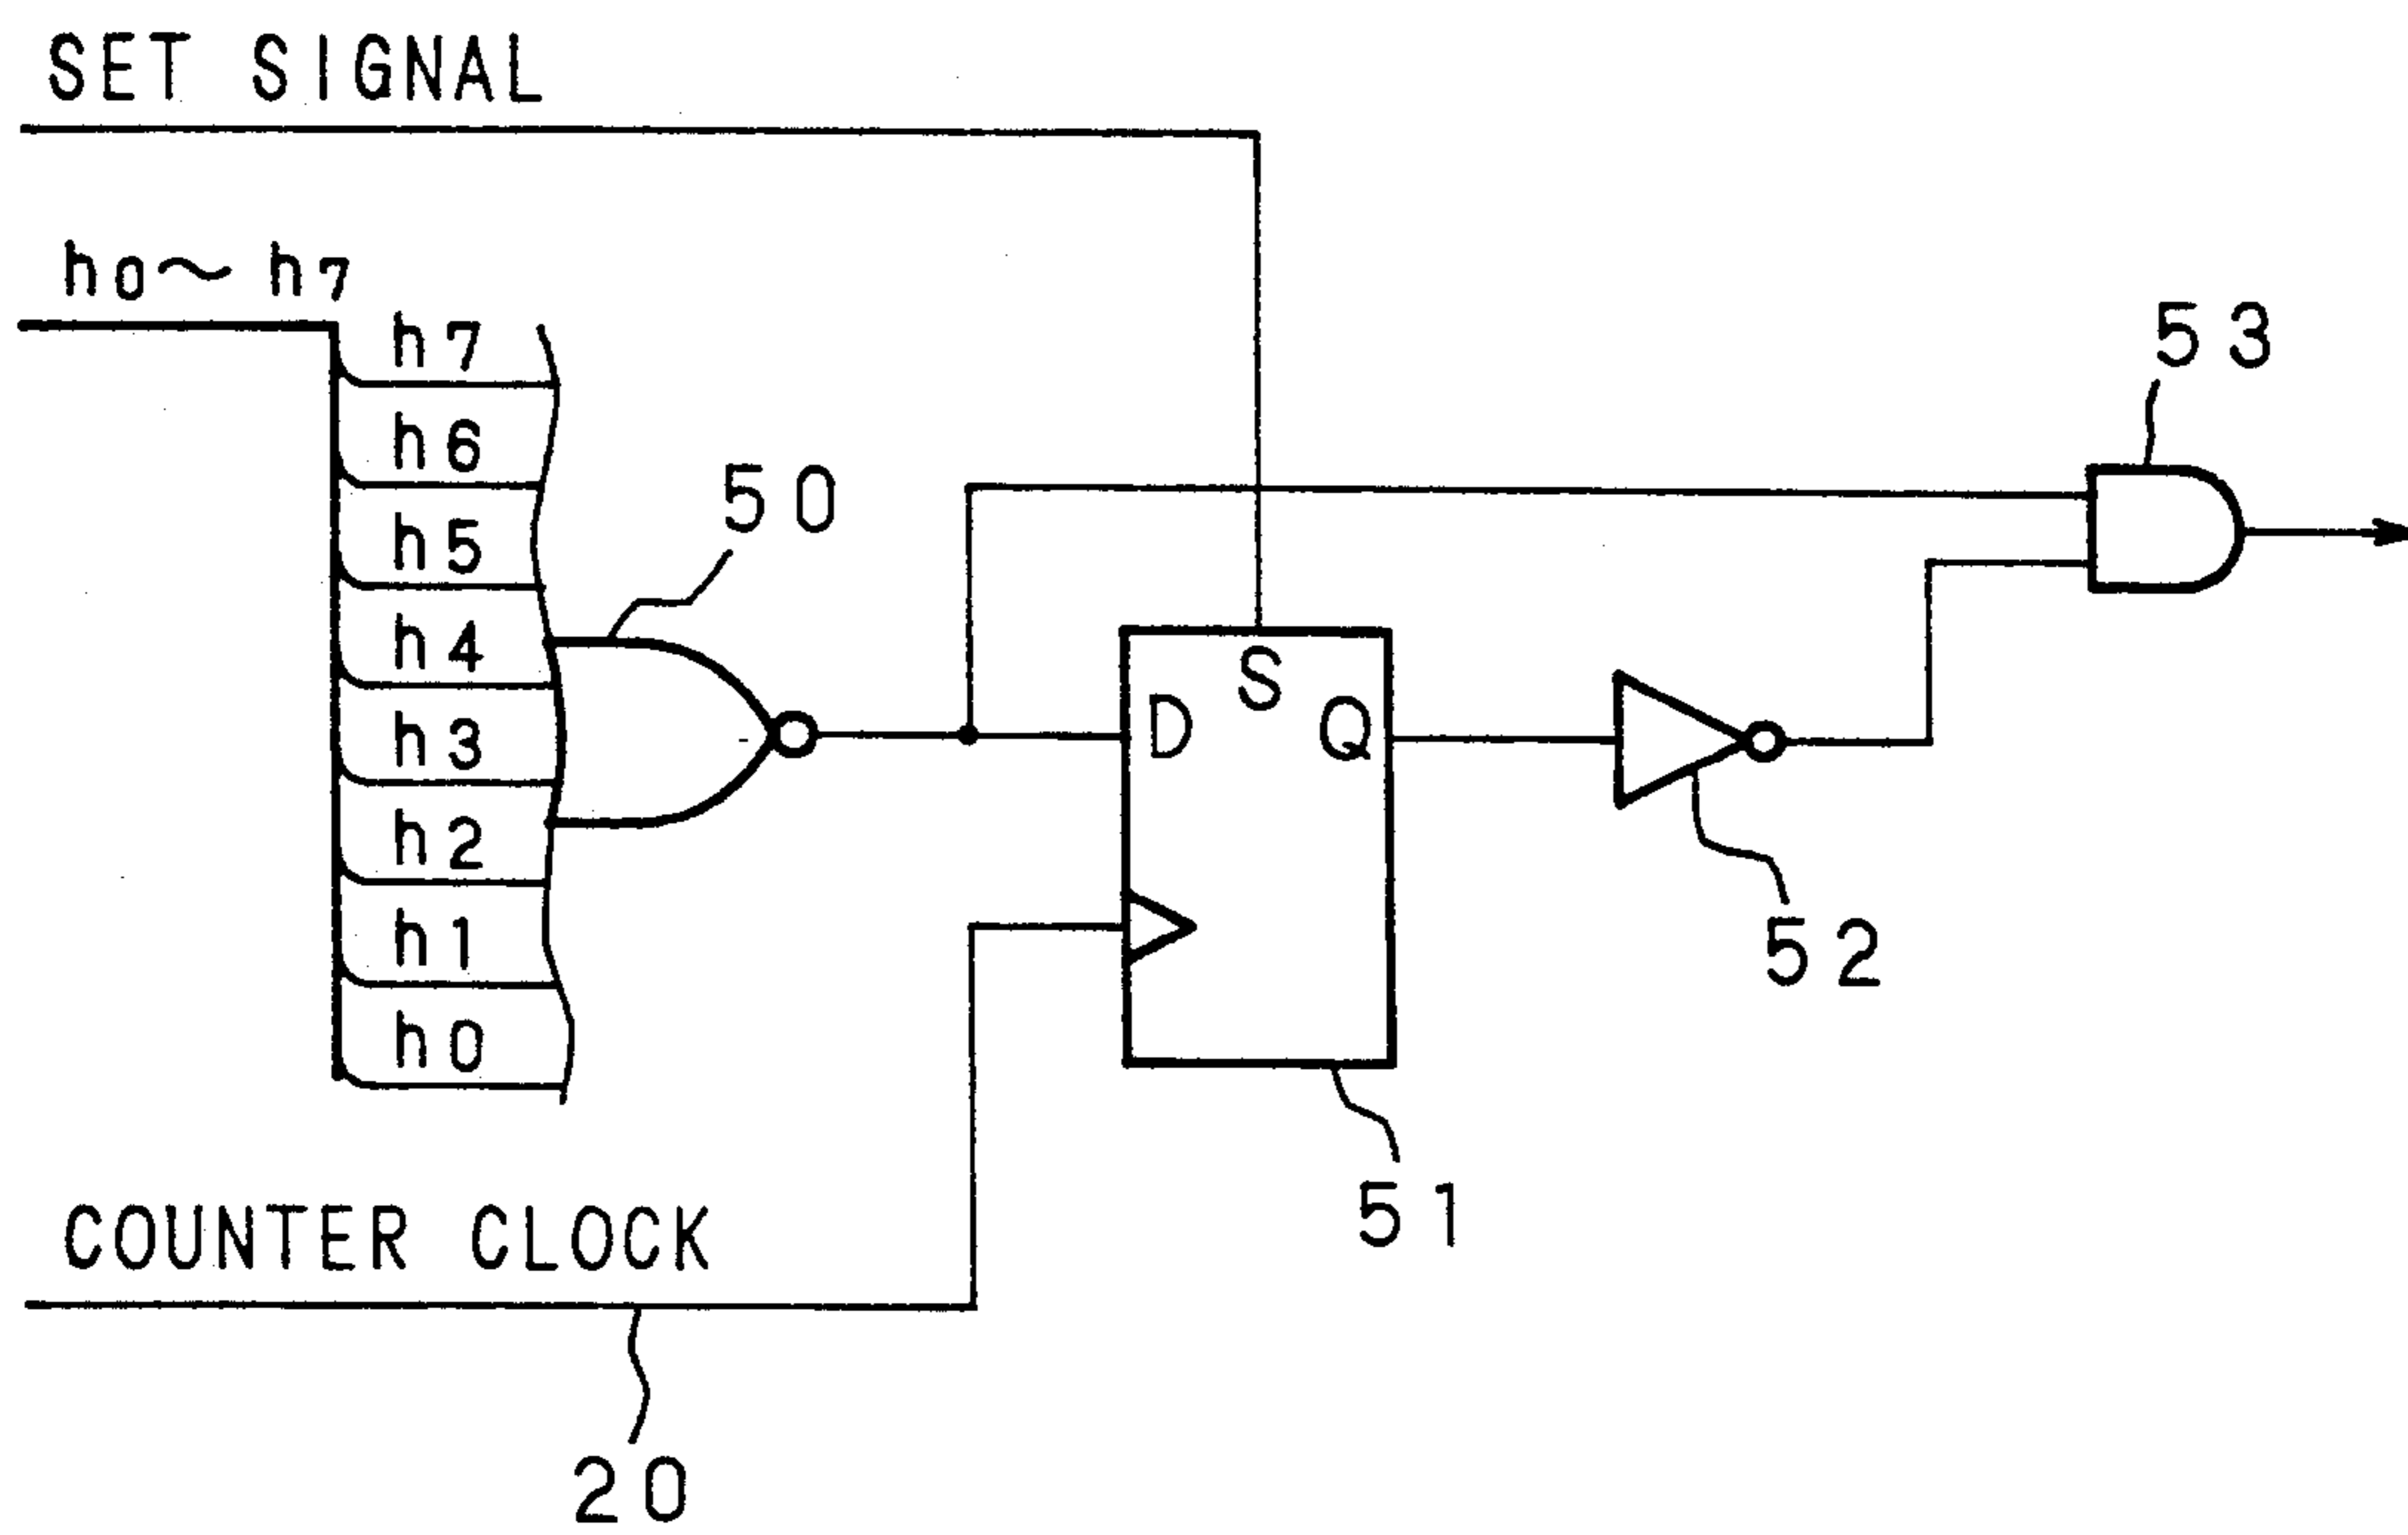 SET SIGNAL
h0~h7
h7
h6
h5
h4
h3
h2
h1
h0
50
53
S
D
Q
52
51
COUNTER CLOCK
20